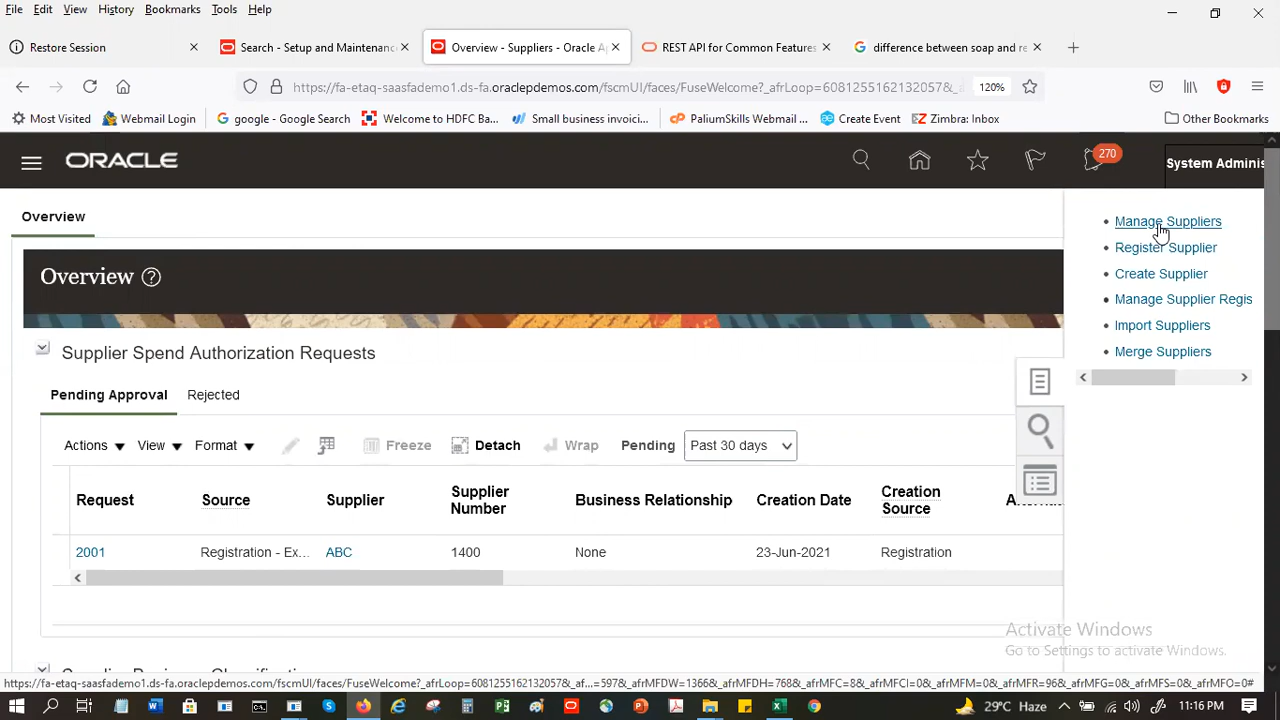 File Edit View History Bookmarks Tools Help
Restore Session × Search - Setup and Maintenanc × Overview - Suppliers - Oracle Ap × REST API for Common Features × difference between soap and re × +
https://fa-etaq-saasfademo1.ds-fa.oraclepdemos.com/fscmUI/faces/FuseWelcome?_afrLoop=6081255162132057&_a 120%
Most Visited Webmail Login google - Google Search Welcome to HDFC Ba... Small business invoici... PaliumSkills Webmail ... Create Event Zimbra: Inbox Other Bookmarks
ORACLE 270 System Adminis
Overview
Manage Suppliers
Register Supplier
Create Supplier
Manage Supplier Regis
Import Suppliers
Merge Suppliers
Overview ?
Supplier Spend Authorization Requests
Pending Approval Rejected
Actions View Format Freeze Detach Wrap Pending Past 30 days
Request Source Supplier Supplier Number Business Relationship Creation Date Creation Source
2001 Registration - Ex... ABC 1400 None 23-Jun-2021 Registration
Activate Windows
Go to Settings to activate Windows.
https://fa-etaq-saasfademo1.ds-fa.oraclepdemos.com/fscmUI/faces/FuseWelcome?_afrLoop=6081255162132057&_a...=597&_afrMFDW=1366&_afrMFDH=768&_afrMFC=8&_afrMFCI=0&_afrMFM=0&_afrMFR=96&_afrMFG=0&_afrMFS=0&_afrMFO=0#
29°C Haze 11:16 PM